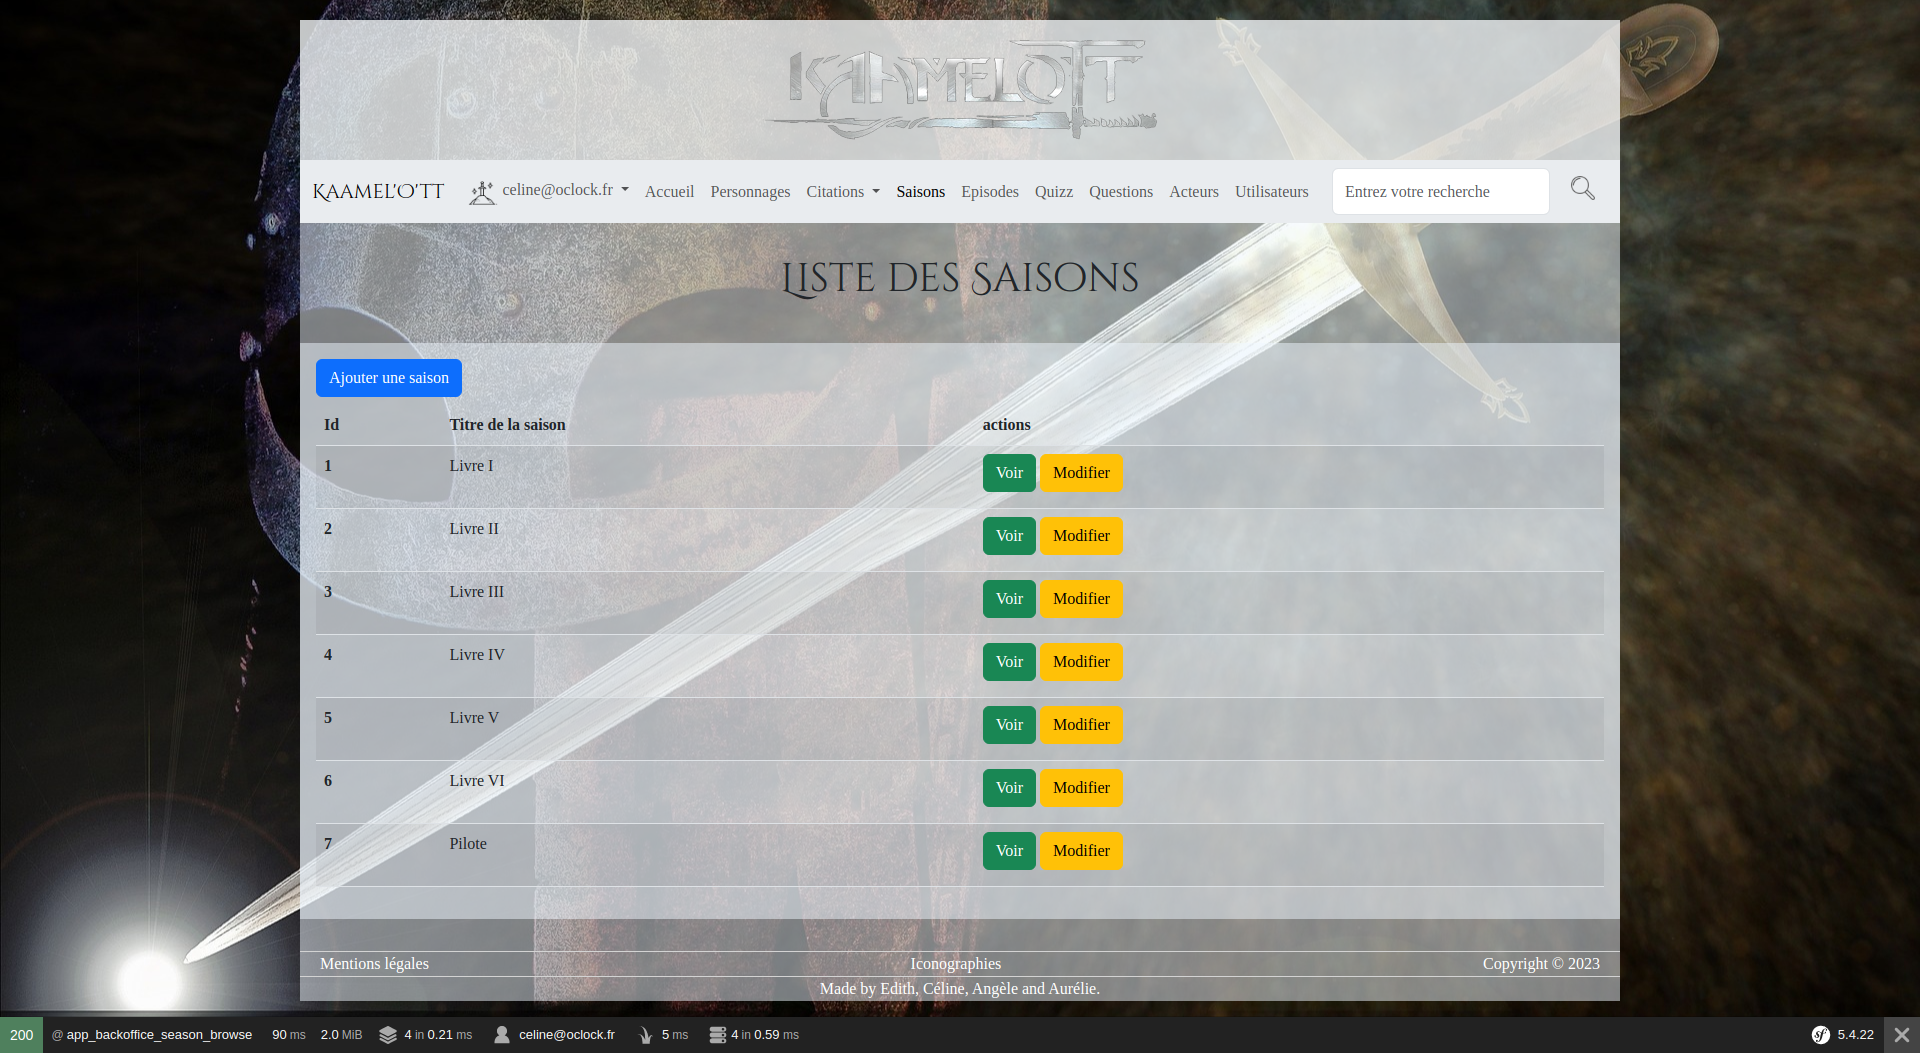 KAAMELOTT
KAAMEL'O'TT celine@oclock.fr Accueil Personnages Citations Saisons Episodes Quizz Questions Acteurs Utilisateurs Entrez votre recherche
Liste des Saisons
Ajouter une saison
Id Titre de la saison actions
1 Livre I Voir Modifier
2 Livre II Voir Modifier
3 Livre III Voir Modifier
4 Livre IV Voir Modifier
5 Livre V Voir Modifier
6 Livre VI Voir Modifier
7 Pilote Voir Modifier
Mentions légales Iconographies Copyright © 2023
Made by Edith, Céline, Angèle and Aurélie.
200 @ app_backoffice_season_browse 90 ms 2.0 MiB 4 in 0.21 ms celine@oclock.fr 5 ms 4 in 0.59 ms sf 5.4.22